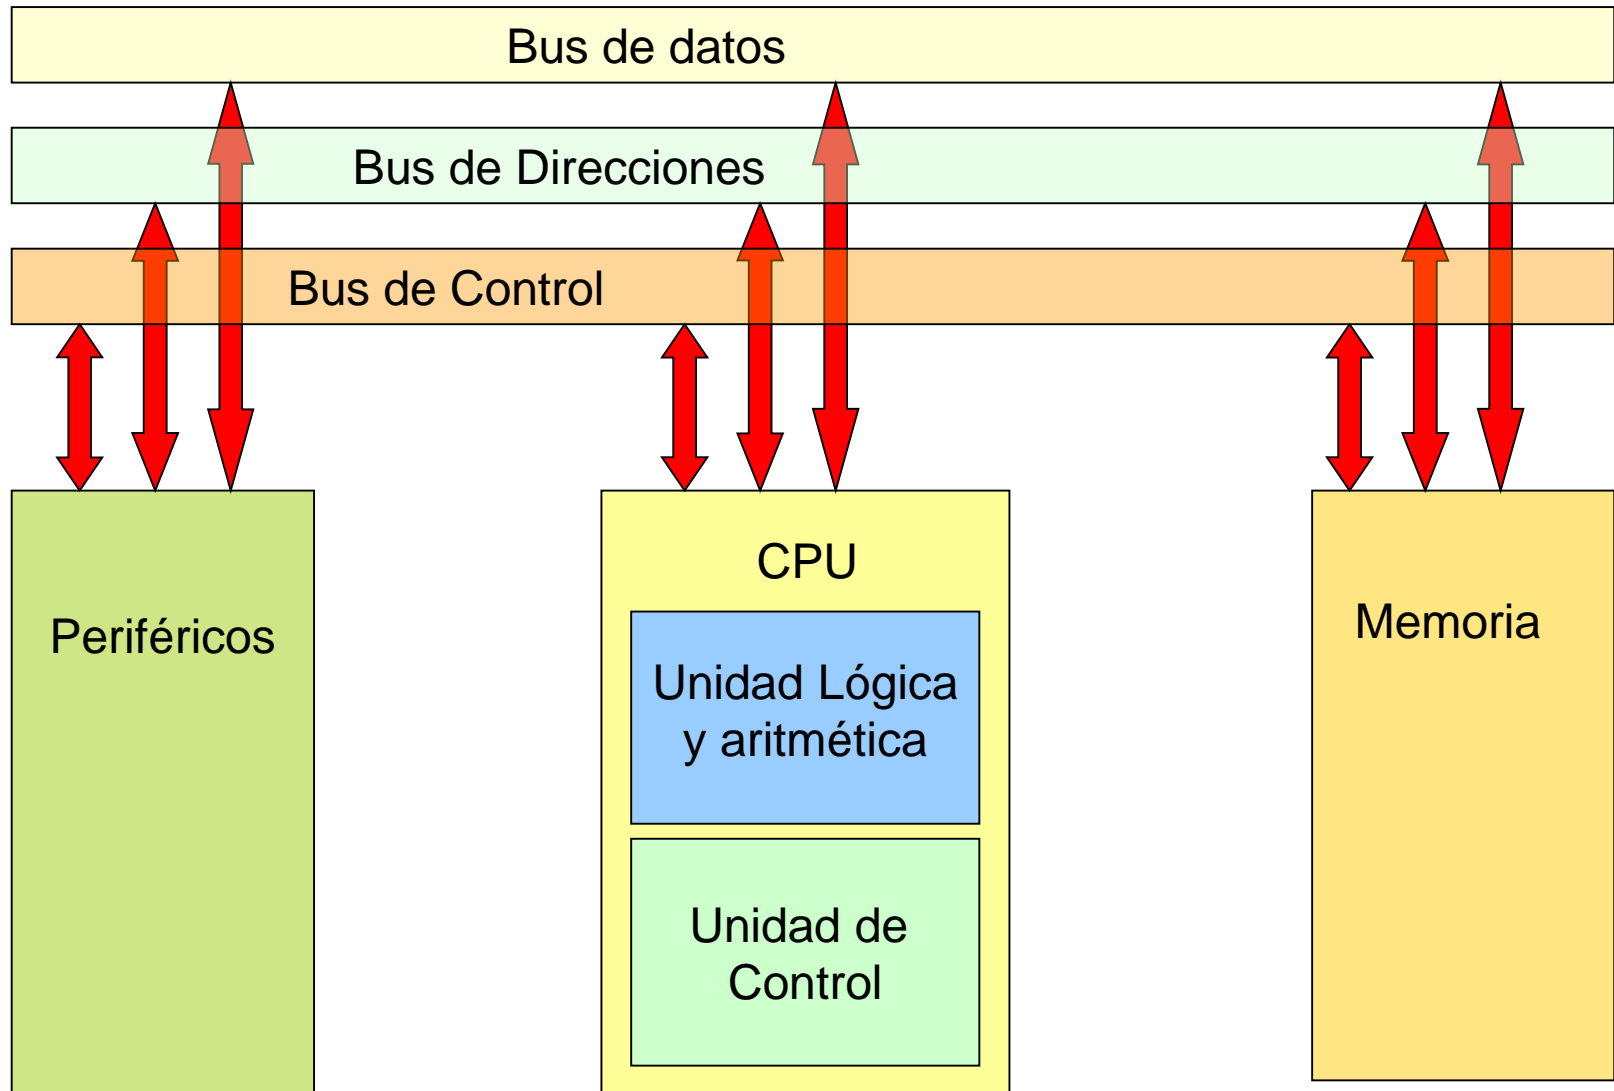 Bus de datos
Bus de Direcciones
Bus de Control
Periféricos
CPU
Unidad Lógica
y aritmética
Unidad de
Control
Memoria